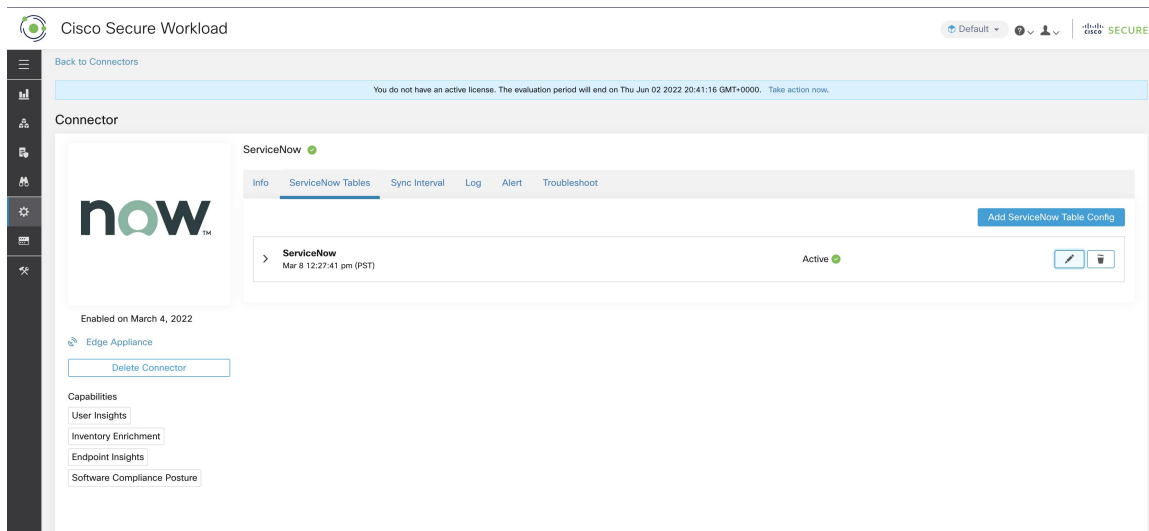 Cisco Secure Workload
Default
CISCO SECURE
Back to Connectors
You do not have an active license. The evaluation period will end on Thu Jun 02 2022 20:41:16 GMT+0000. Take action now.
Connector
now™
ServiceNow
Info ServiceNow Tables Sync Interval Log Alert Troubleshoot
Add ServiceNow Table Config
ServiceNow
Mar 8 12:27:41 pm (PST)
Active
Enabled on March 4, 2022
Edge Appliance
Delete Connector
Capabilities
User Insights
Inventory Enrichment
Endpoint Insights
Software Compliance Posture